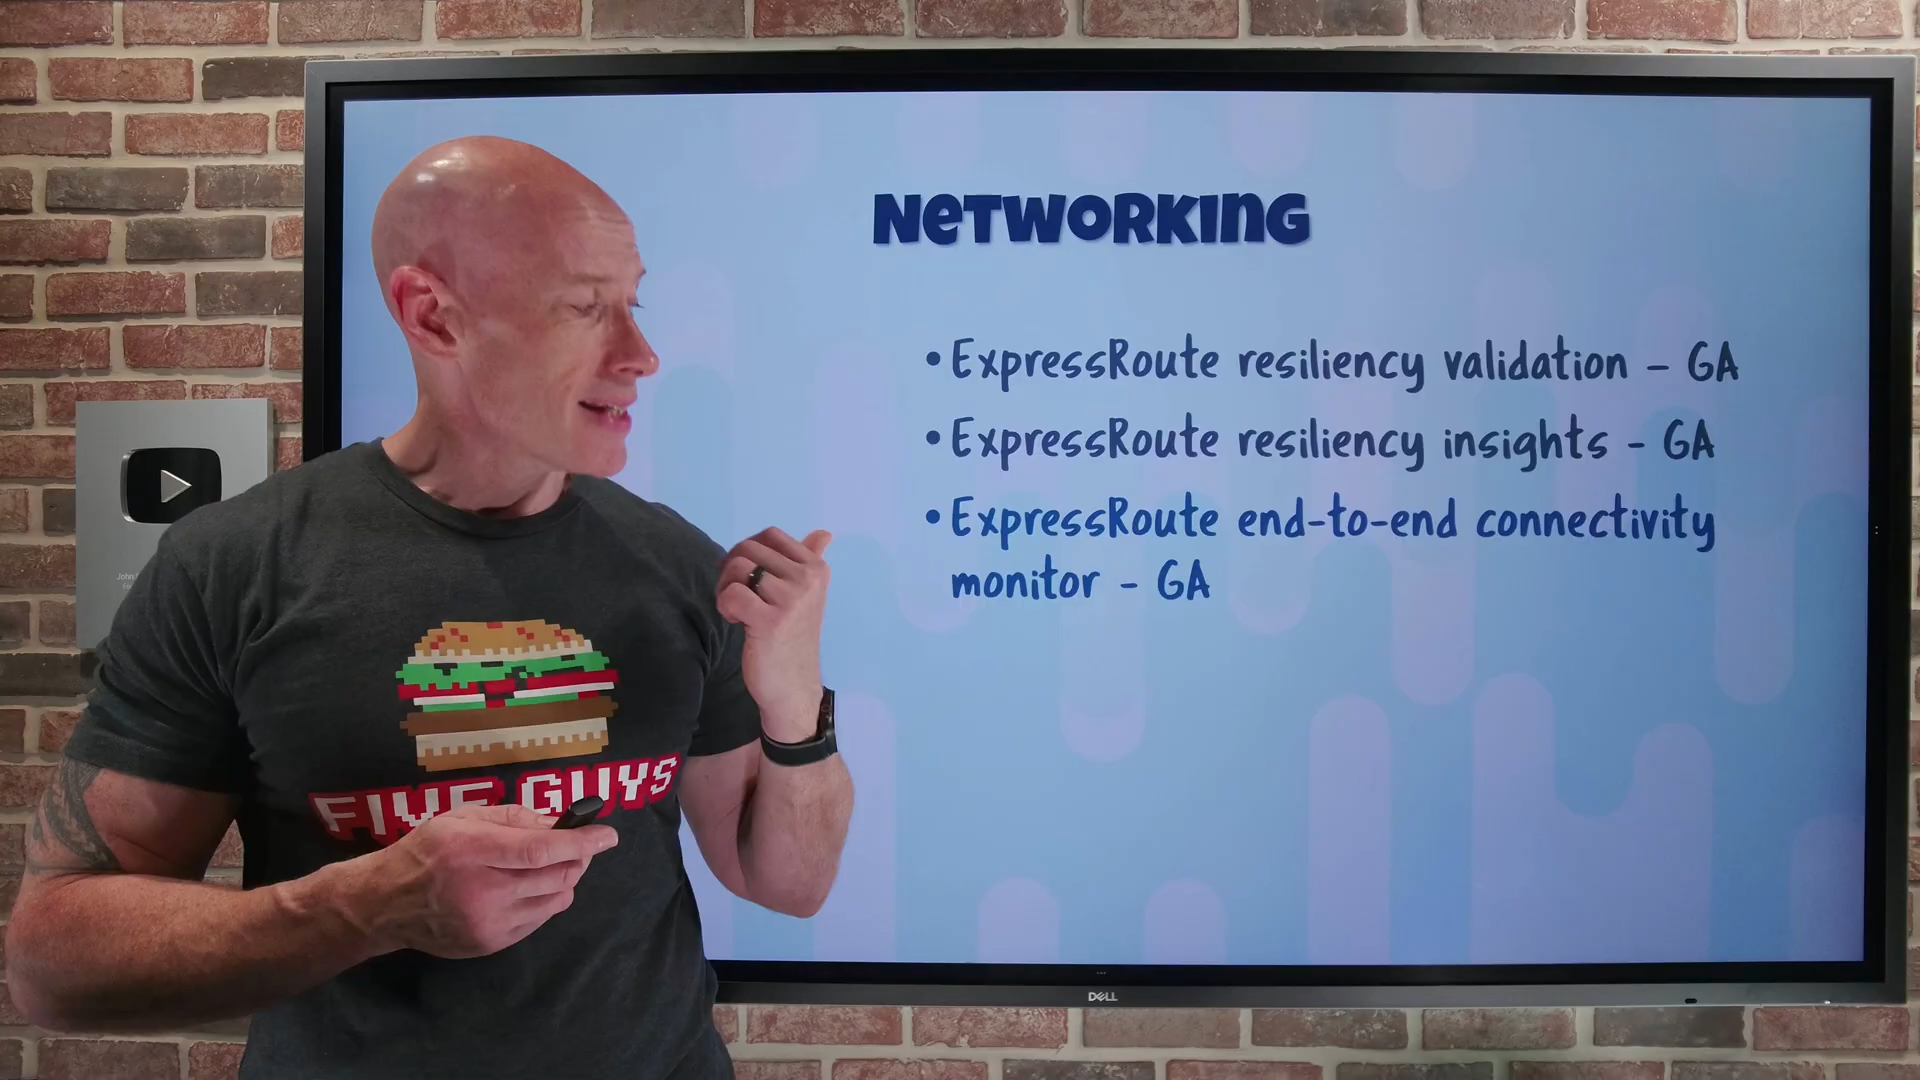 NeTWORKING
•ExpressRoute resiliency validation – GA
•ExpressRoute resiliency insights - GA
•ExpressRoute end-to-end connectivity
monitor - GA
John
FIVE GUYS
DELL